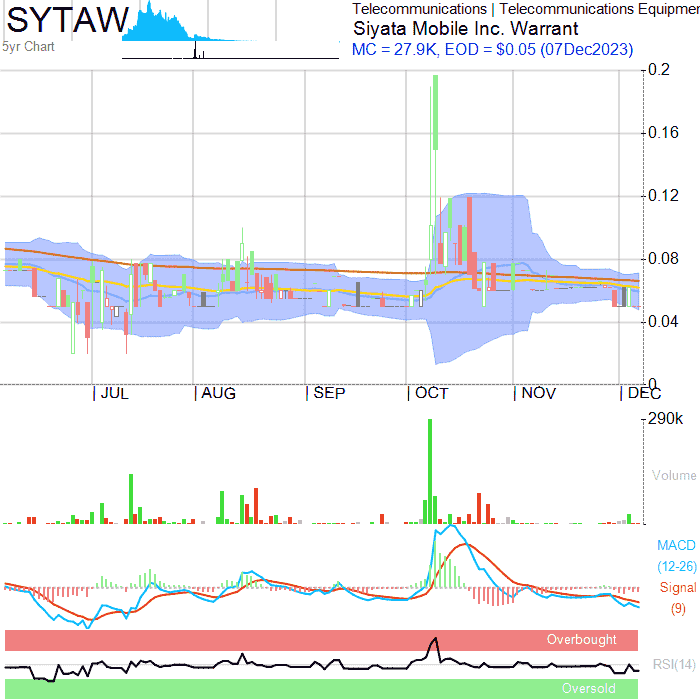 SYTAW
5yr Chart
Telecommunications | Telecommunications Equipmen
Siyata Mobile Inc. Warrant
MC = 27.9K, EOD = $0.05 (07Dec2023)
0.2
0.16
0.12
0.08
0.04
0
| JUL | AUG | SEP | OCT | NOV | DEC
290k
Volume
MACD
(12-26)
Signal
(9)
Overbought
RSI(14)
Oversold